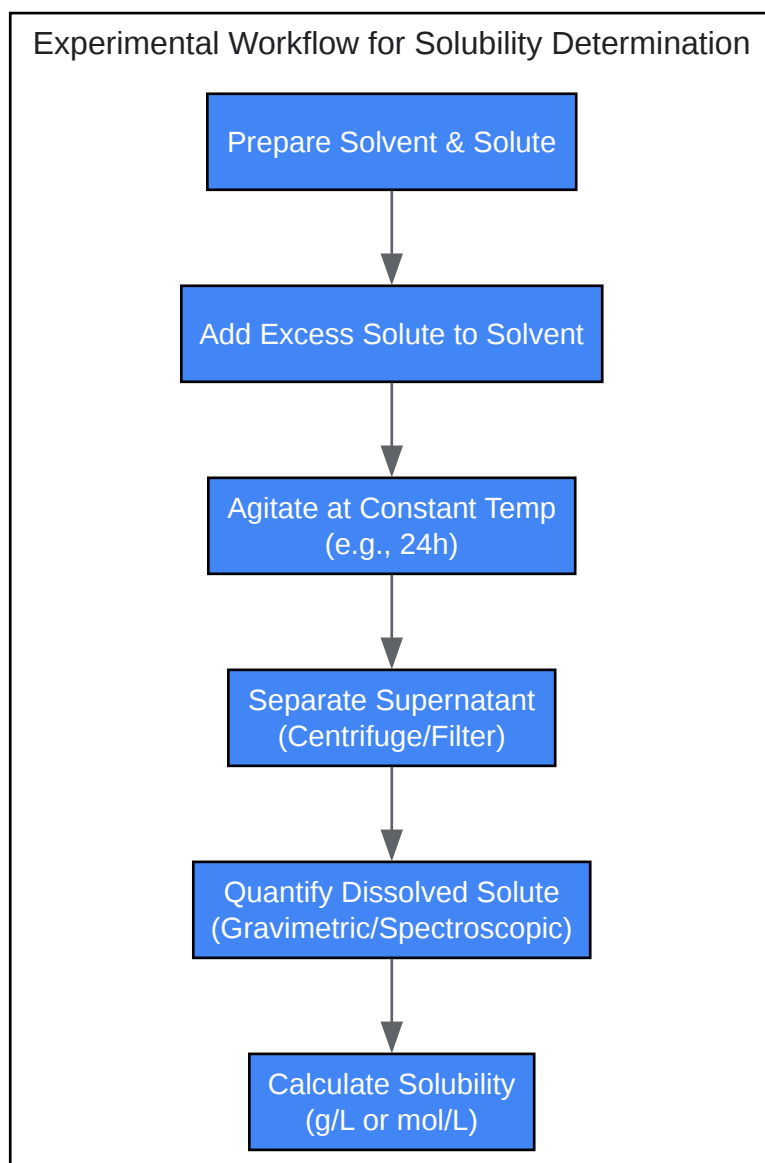 Experimental Workflow for Solubility Determination
Prepare Solvent & Solute
Add Excess Solute to Solvent
Agitate at Constant Temp
(e.g., 24h)
Separate Supernatant
(Centrifuge/Filter)
Quantify Dissolved Solute
(Gravimetric/Spectroscopic)
Calculate Solubility
(g/L or mol/L)